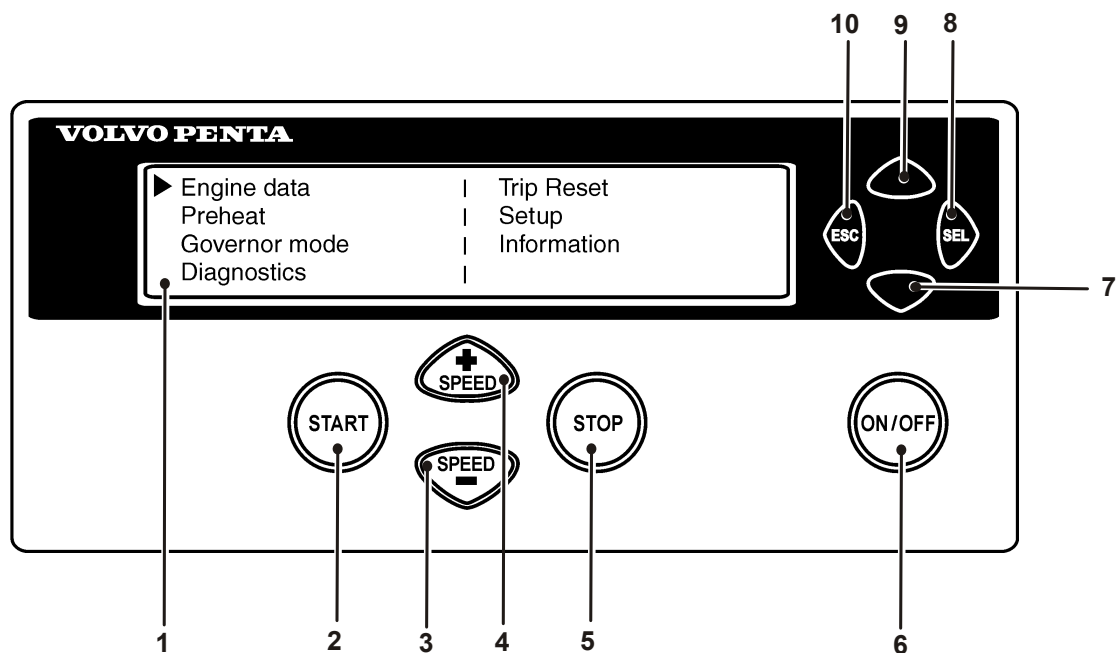 10 9 8
VOLVO PENTA
Engine data | Trip Reset
Preheat | Setup
Governor mode | Information
Diagnostics |
ESC
SEL
7
+
SPEED
START
STOP
ON/OFF
SPEED
–
1 2 3 4 5 6